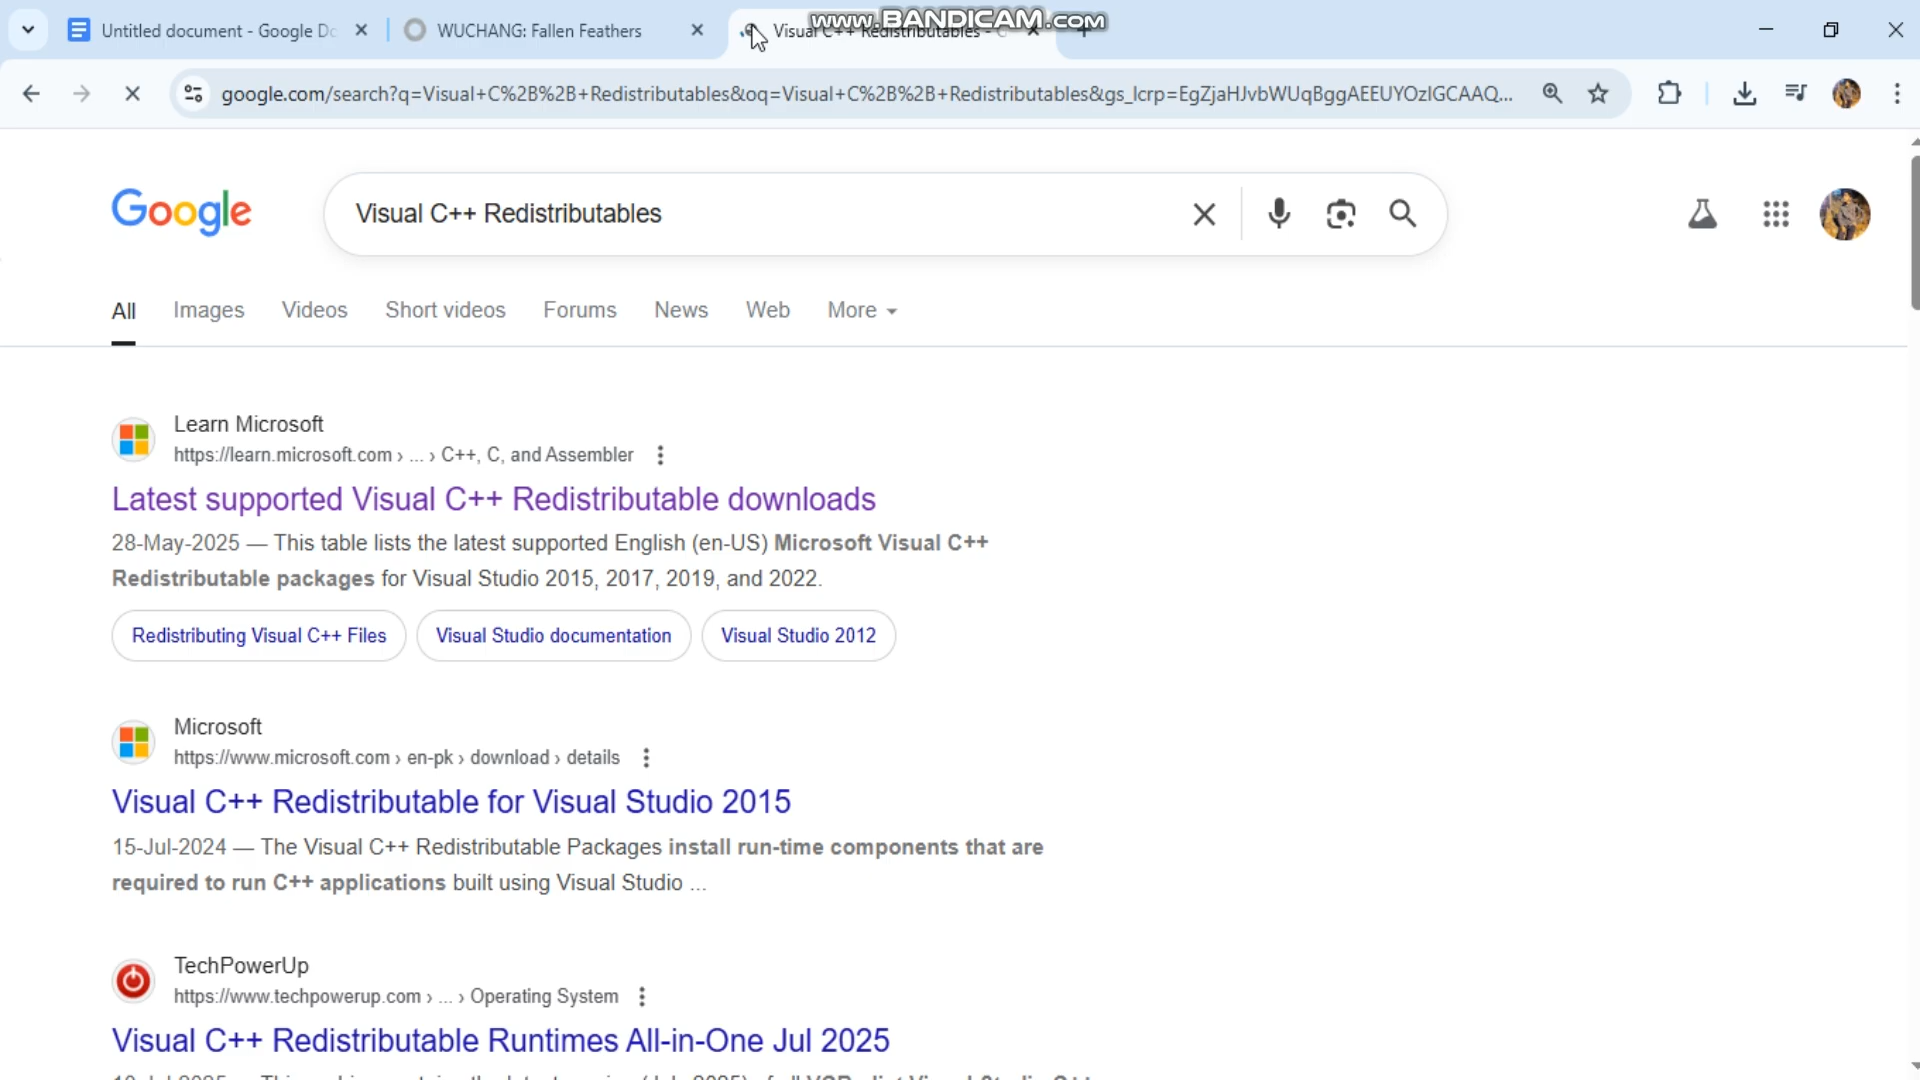 www.BANDICAM.com
Untitled document - Google Do
WUCHANG: Fallen Feathers
Visual C++ Redistributables -
google.com/search?q=Visual+C%2B%2B+Redistributables&oq=Visual+C%2B%2B+Redistributables&gs_lcrp=EgZjaHJvbWUqBggAEEUYOzIGCAAQ...
Google
Visual C++ Redistributables
All Images Videos Short videos Forums News Web More
Learn Microsoft
https://learn.microsoft.com › ... › C++, C, and Assembler
Latest supported Visual C++ Redistributable downloads
28-May-2025 — This table lists the latest supported English (en-US) Microsoft Visual C++
Redistributable packages for Visual Studio 2015, 2017, 2019, and 2022.
Redistributing Visual C++ Files Visual Studio documentation Visual Studio 2012
Microsoft
https://www.microsoft.com › en-pk › download › details
Visual C++ Redistributable for Visual Studio 2015
15-Jul-2024 — The Visual C++ Redistributable Packages install run-time components that are
required to run C++ applications built using Visual Studio ...
TechPowerUp
https://www.techpowerup.com › ... › Operating System
Visual C++ Redistributable Runtimes All-in-One Jul 2025